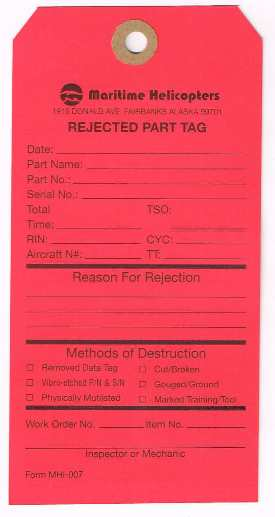 Maritime Helicopters
1915 DONALD AVE. FAIRBANKS ALASKA 99701
REJECTED PART TAG
Date:
Part Name:
Part No.:
Serial No.:
Total TSO:
Time:
RIN: CYC:
Aircraft N#: TT:
Reason For Rejection
Methods of Destruction
□ Removed Data Tag □ Cut/Broken
□ Vibro-etched P/N & S/N □ Gouged/Ground
□ Physically Mutilated □ Marked Training/Tool
Work Order No. Item No.
Inspector or Mechanic
Form MHI-007